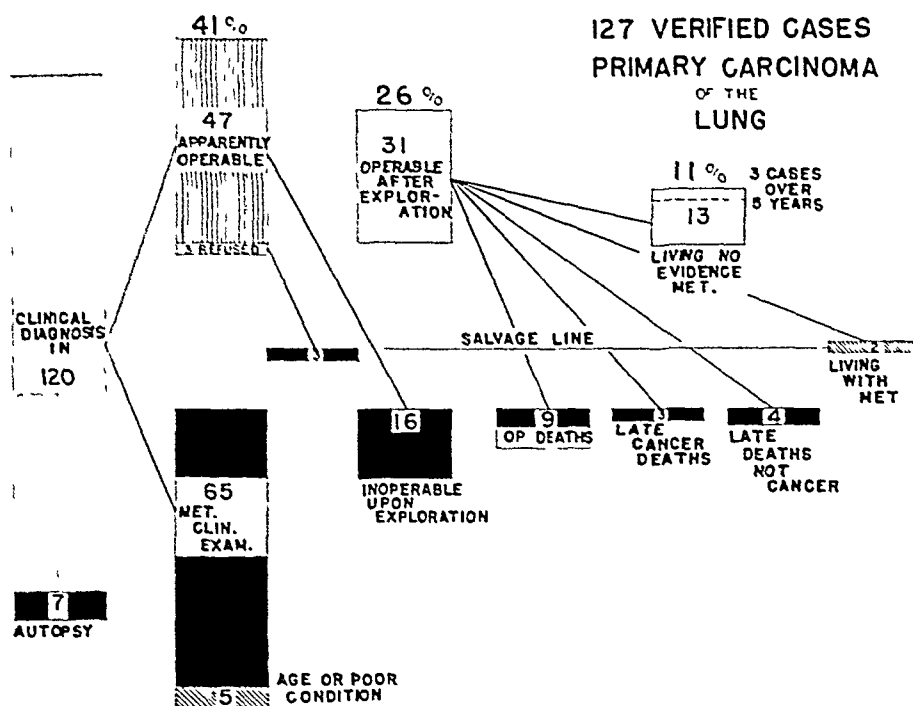 127 VERIFIED CASES
PRIMARY CARCINOMA
OF THE
LUNG
41 %
47
APPARENTLY
OPERABLE
REFUSED
26 %
31
OPERABLE
AFTER
EXPLOR-
ATION
11 %
13
3 CASES
OVER
5 YEARS
LIVING NO
EVIDENCE
MET.
CLINICAL
DIAGNOSIS
IN
120
SALVAGE LINE
2
LIVING
WITH
MET
16
INOPERABLE
UPON
EXPLORATION
9
OP DEATHS
3
LATE
CANCER
DEATHS
4
LATE
DEATHS
NOT
CANCER
65
MET.
CLIN.
EXAM.
7
AUTOPSY
5
AGE OR POOR
CONDITION